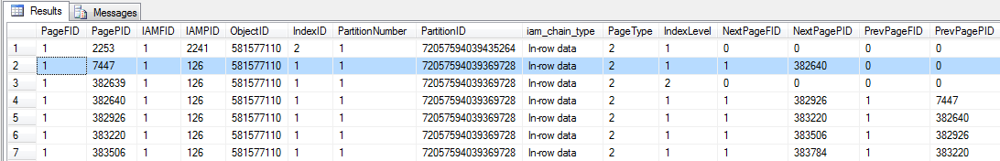 Results Messages
PageFID PagePID IAMFID IAMPID ObjectID IndexID PartitionNumber PartitionID iam_chain_type PageType IndexLevel NextPageFID NextPagePID PrevPageFID PrevPagePID
1 1 2253 1 2241 581577110 2 1 72057594039435264 In-row data 2 1 0 0 0 0
2 1 7447 1 126 581577110 1 1 72057594039369728 In-row data 2 1 1 382640 0 0
3 1 382639 1 126 581577110 1 1 72057594039369728 In-row data 2 2 0 0 0 0
4 1 382640 1 126 581577110 1 1 72057594039369728 In-row data 2 1 1 382926 1 7447
5 1 382926 1 126 581577110 1 1 72057594039369728 In-row data 2 1 1 383220 1 382640
6 1 383220 1 126 581577110 1 1 72057594039369728 In-row data 2 1 1 383506 1 382926
7 1 383506 1 126 581577110 1 1 72057594039369728 In-row data 2 1 1 383784 1 383220